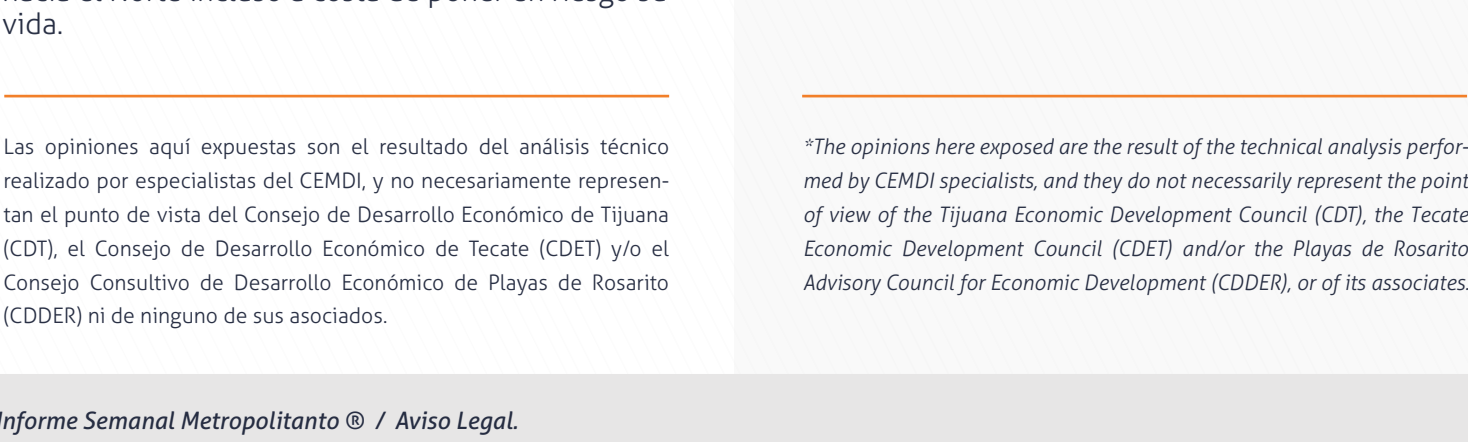 vida.
Las opiniones aquí expuestas son el resultado del análisis técnico
realizado por especialistas del CEMDI, y no necesariamente represen-
tan el punto de vista del Consejo de Desarrollo Económico de Tijuana
(CDT), el Consejo de Desarrollo Económico de Tecate (CDET) y/o el
Consejo Consultivo de Desarrollo Económico de Playas de Rosarito
(CDDER) ni de ninguno de sus asociados.
*The opinions here exposed are the result of the technical analysis perfor-
med by CEMDI specialists, and they do not necessarily represent the point
of view of the Tijuana Economic Development Council (CDT), the Tecate
Economic Development Council (CDET) and/or the Playas de Rosarito
Advisory Council for Economic Development (CDDER), or of its associates.
Informe Semanal Metropolitanto ® / Aviso Legal.